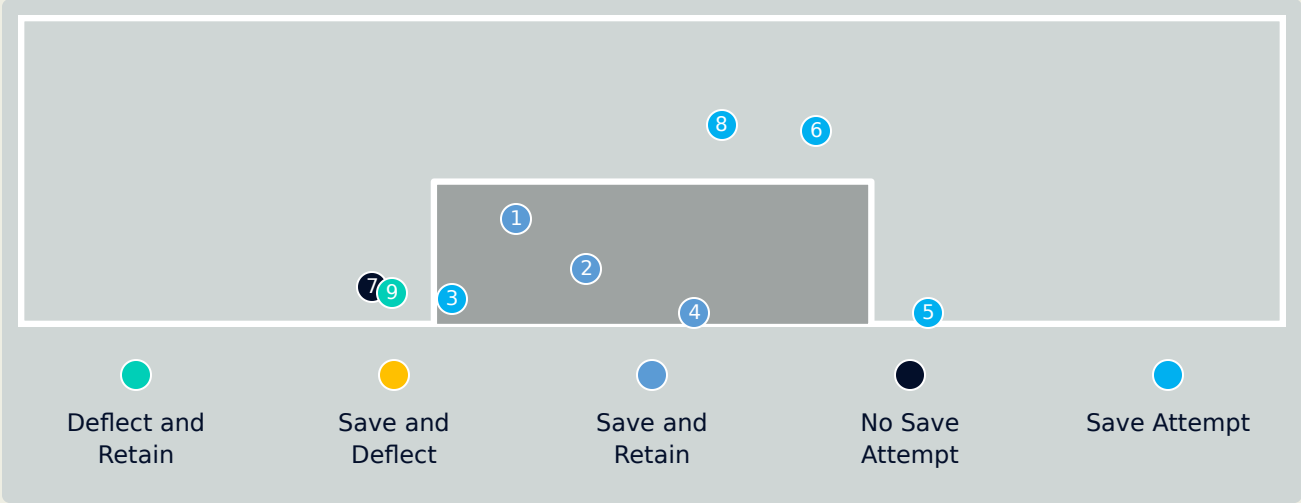 8
6
1
2
7
9
3
4
5
Deflect and
Retain
Save and
Deflect
Save and
Retain
No Save
Attempt
Save Attempt